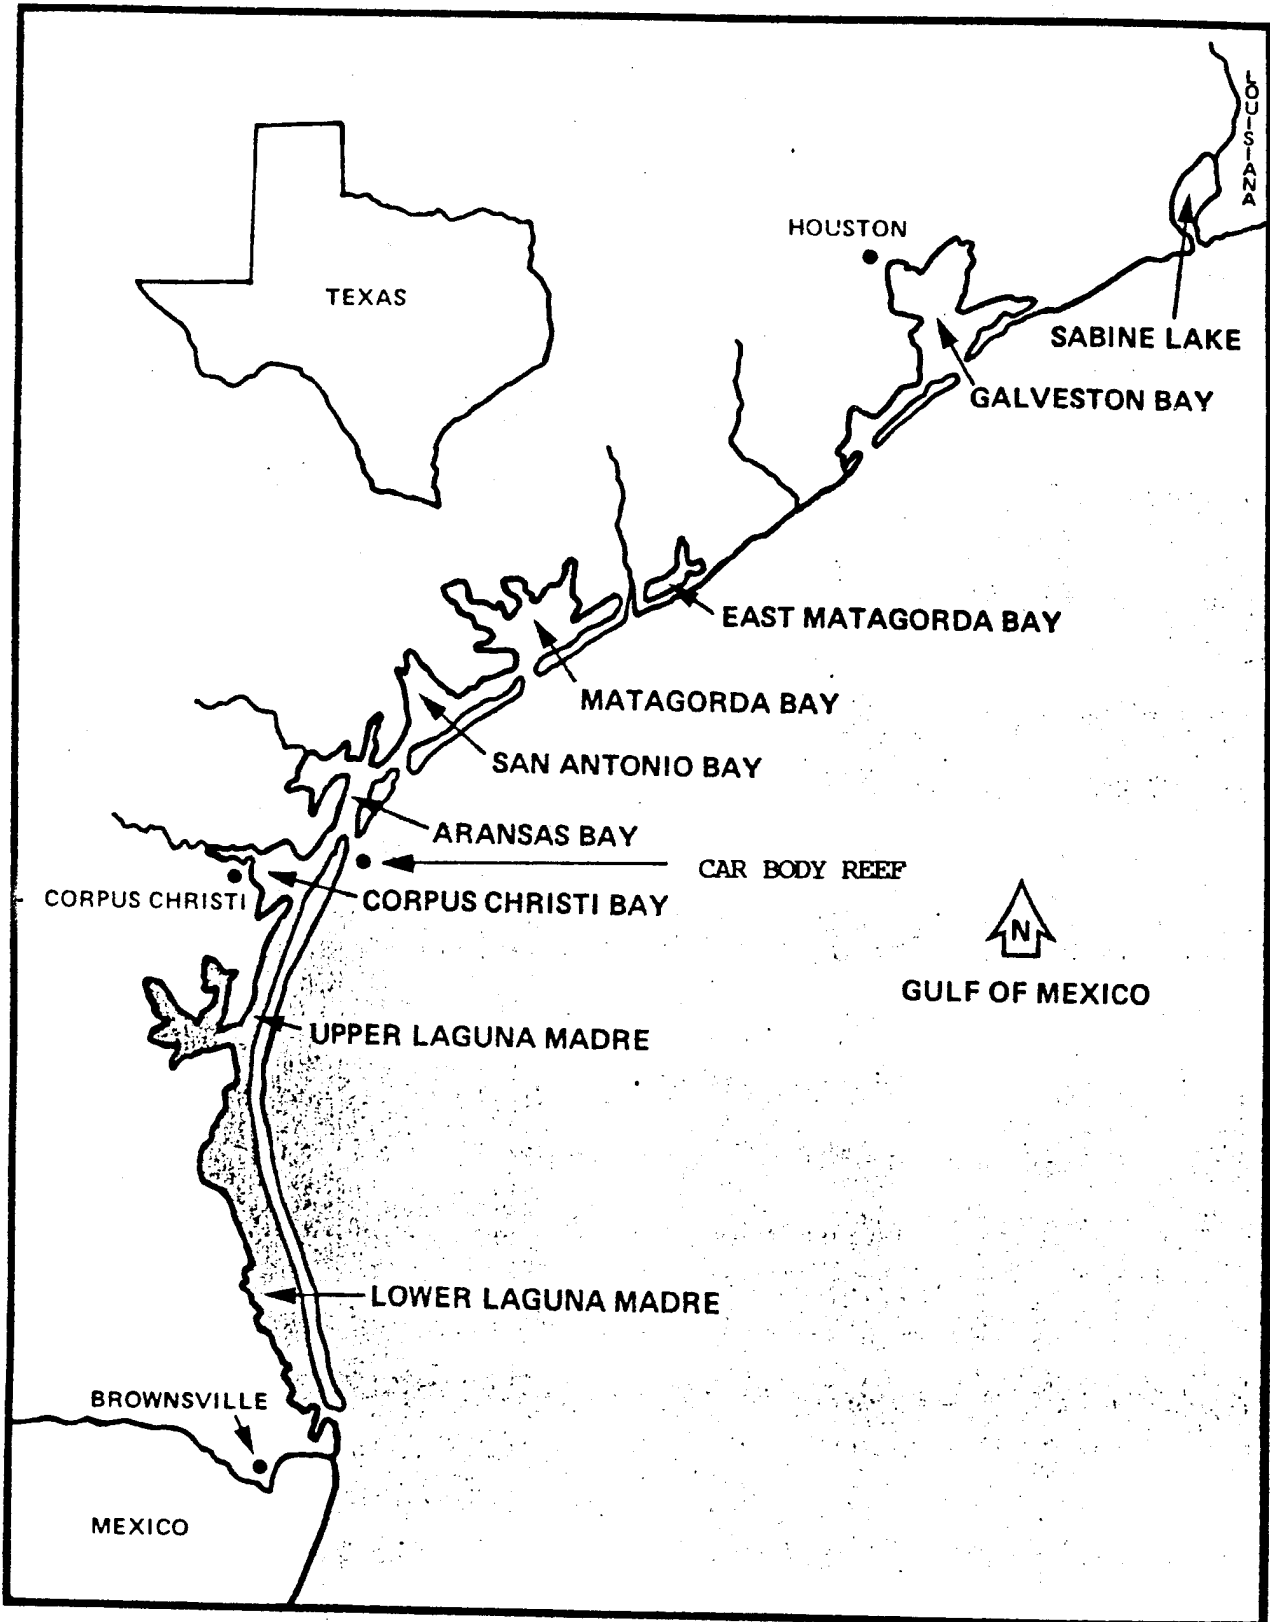 LOUISIANA
HOUSTON
TEXAS
SABINE LAKE
GALVESTON BAY
EAST MATAGORDA BAY
MATAGORDA BAY
SAN ANTONIO BAY
ARANSAS BAY
CAR BODY REEF
CORPUS CHRISTI
CORPUS CHRISTI BAY
N
GULF OF MEXICO
UPPER LAGUNA MADRE
LOWER LAGUNA MADRE
BROWNSVILLE
MEXICO